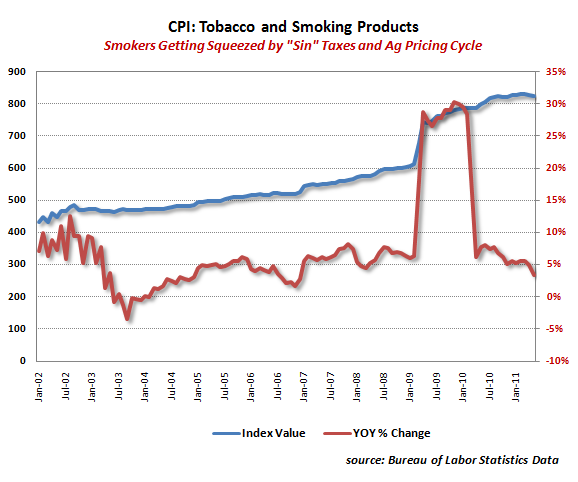 CPI: Tobacco and Smoking Products
Smokers Getting Squeezed by "Sin" Taxes and Ag Pricing Cycle
900
800
700
600
500
400
300
200
100
0
35%
30%
25%
20%
15%
10%
5%
0%
-5%
-10%
Jan-02
Jul-02
Jan-03
Jul-03
Jan-04
Jul-04
Jan-05
Jul-05
Jan-06
Jul-06
Jan-07
Jul-07
Jan-08
Jul-08
Jan-09
Jul-09
Jan-10
Jul-10
Jan-11
Index Value
YOY % Change
source: Bureau of Labor Statistics Data